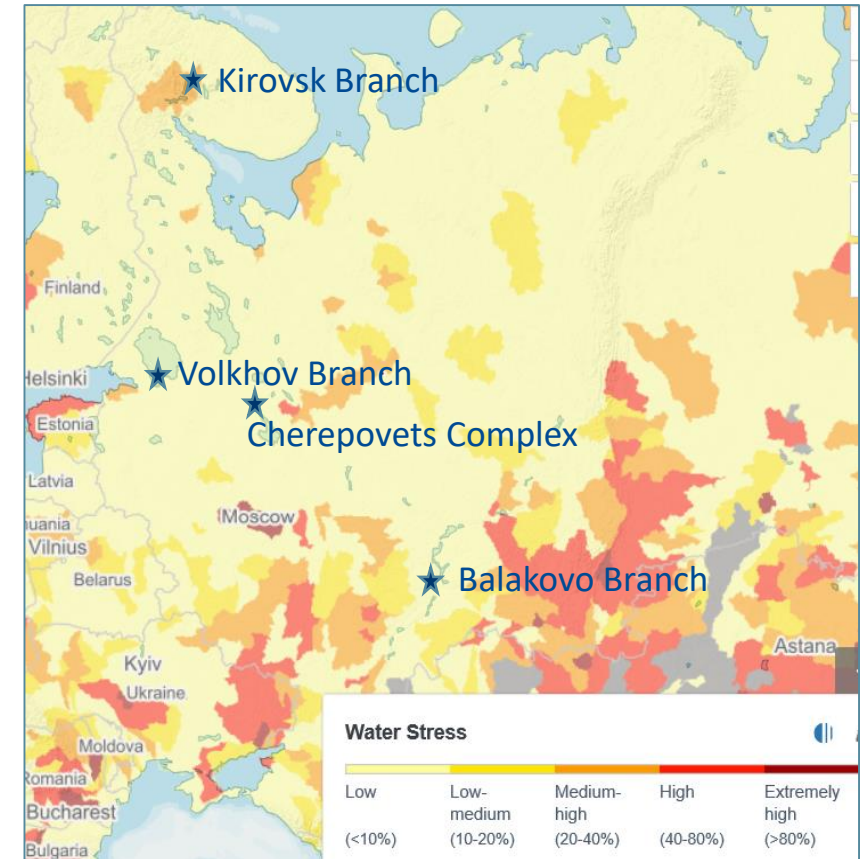 Kirovsk Branch
Finland
Helsinki
Volkhov Branch
Estonia
Cherepovets Complex
Latvia
Moscow
uania
Vilnius
Belarus
Balakovo Branch
Astana
Kyiv
Ukraine
Moldova
Romania
Bucharest
Bulgaria
Water Stress
Low Low-medium Medium-high High Extremely high
(<10%) (10-20%) (20-40%) (40-80%) (>80%)